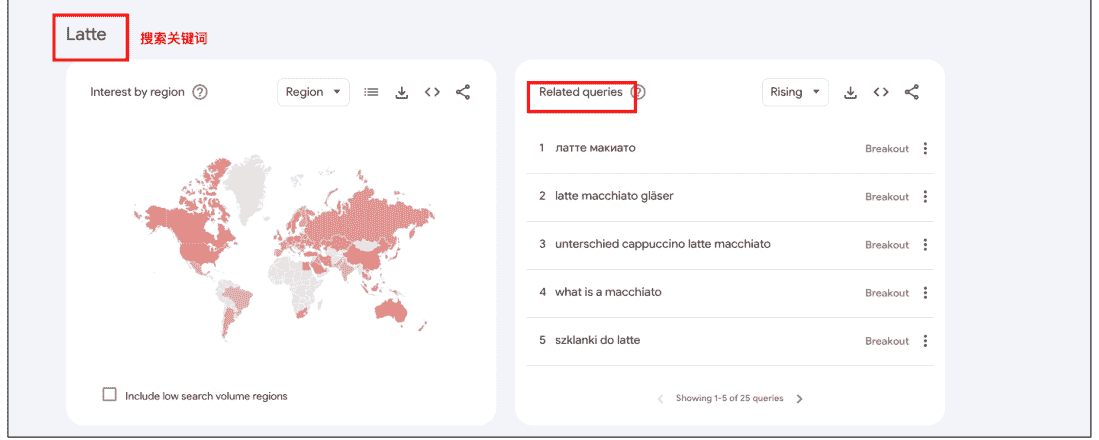 Latte
搜索关键词
Interest by region
Region
Related queries
Rising
1 латте макиато Breakout
2 latte macchiato gläser Breakout
3 unterschied cappuccino latte macchiato Breakout
4 what is a macchiato Breakout
5 szklanki do latte Breakout
Include low search volume regions
Showing 1-5 of 25 queries